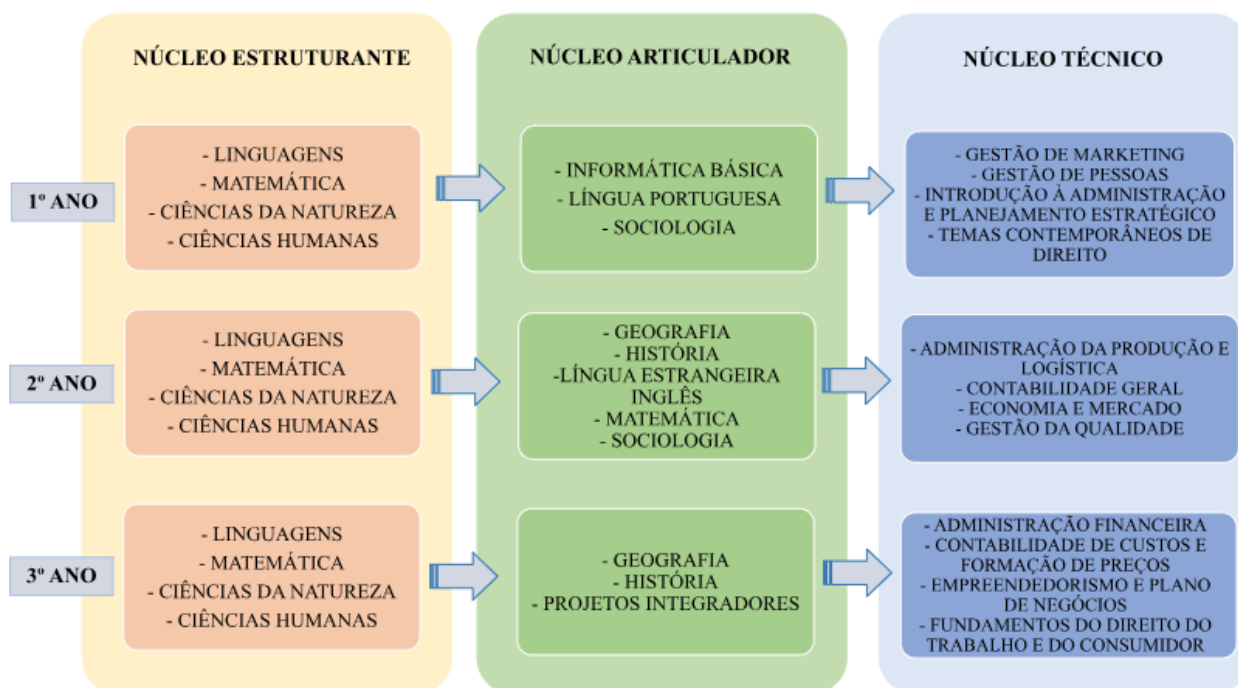 NÚCLEO ESTRUTURANTE
NÚCLEO ARTICULADOR
NÚCLEO TÉCNICO
1º ANO
- LINGUAGENS
- MATEMÁTICA
- CIÊNCIAS DA NATUREZA
- CIÊNCIAS HUMANAS
- INFORMÁTICA BÁSICA
- LÍNGUA PORTUGUESA
- SOCIOLOGIA
- GESTÃO DE MARKETING
- GESTÃO DE PESSOAS
- INTRODUÇÃO À ADMINISTRAÇÃO
E PLANEJAMENTO ESTRATÉGICO
- TEMAS CONTEMPORÂNEOS DE
DIREITO
2º ANO
- LINGUAGENS
- MATEMÁTICA
- CIÊNCIAS DA NATUREZA
- CIÊNCIAS HUMANAS
- GEOGRAFIA
- HISTÓRIA
-LÍNGUA ESTRANGEIRA
INGLÊS
- MATEMÁTICA
- SOCIOLOGIA
- ADMINISTRAÇÃO DA PRODUÇÃO E
LOGÍSTICA
- CONTABILIDADE GERAL
- ECONOMIA E MERCADO
- GESTÃO DA QUALIDADE
3º ANO
- LINGUAGENS
- MATEMÁTICA
- CIÊNCIAS DA NATUREZA
- CIÊNCIAS HUMANAS
- GEOGRAFIA
- HISTÓRIA
- PROJETOS INTEGRADORES
- ADMINISTRAÇÃO FINANCEIRA
- CONTABILIDADE DE CUSTOS E
FORMAÇÃO DE PREÇOS
- EMPREENDEDORISMO E PLANO
DE NEGÓCIOS
- FUNDAMENTOS DO DIREITO DO
TRABALHO E DO CONSUMIDOR